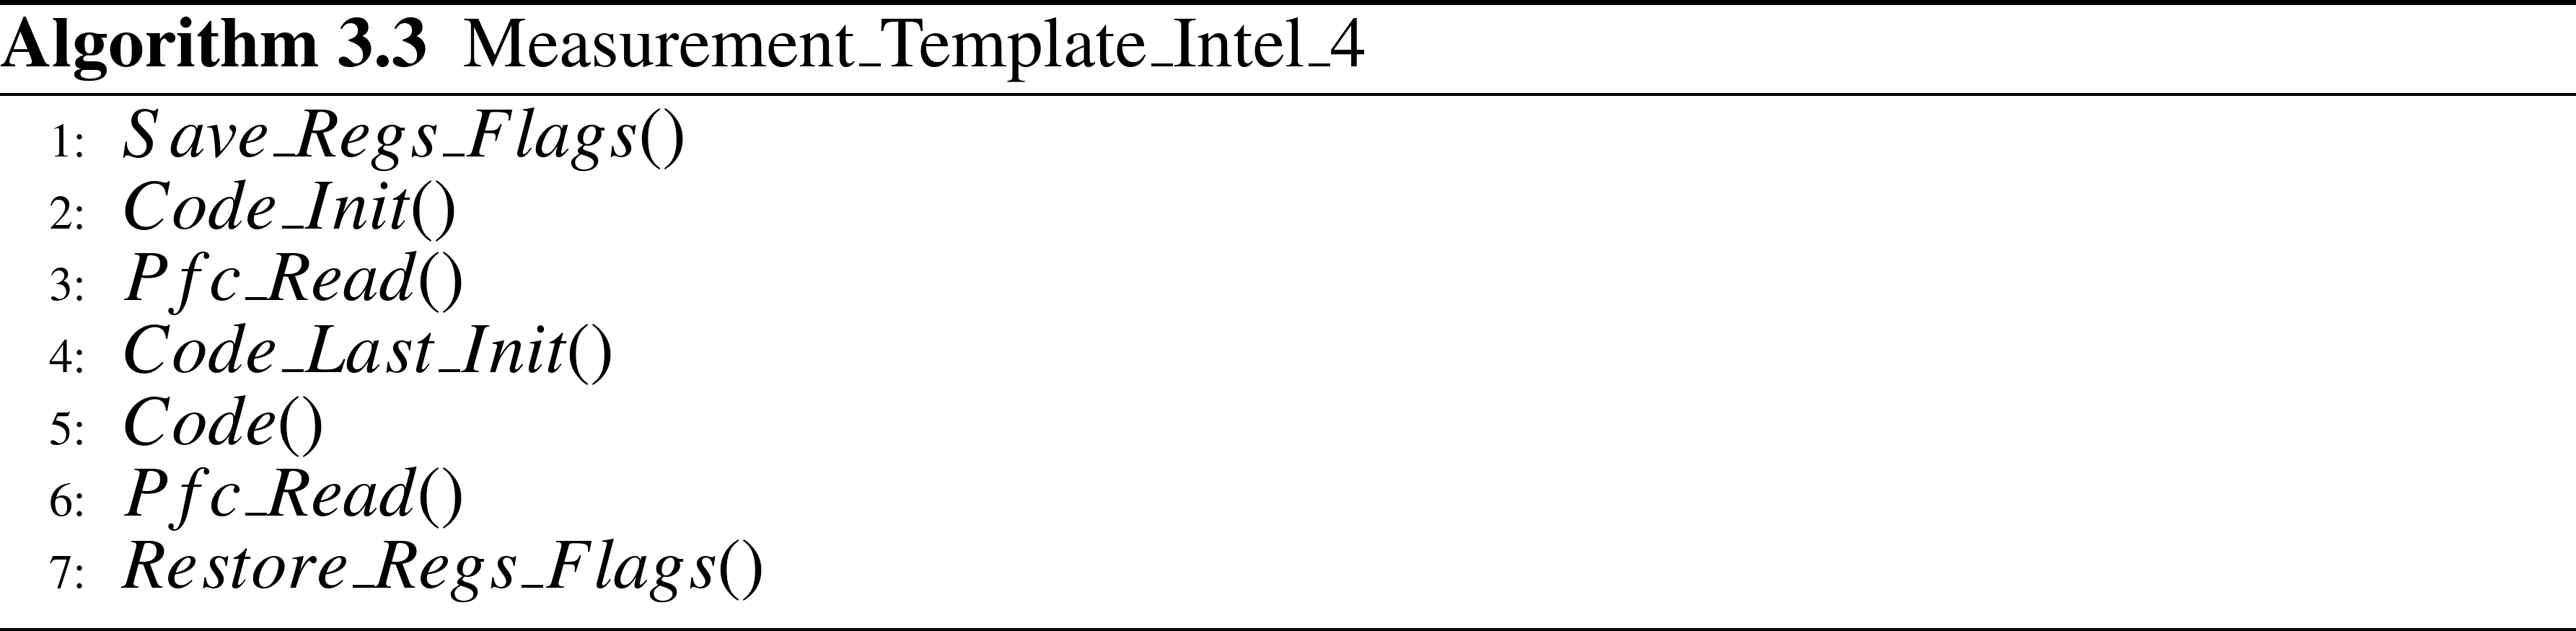 Algorithm 3.3 Measurement_Template_Intel_4
1: Save_Regs_Flags()
2: Code_Init()
3: Pfc_Read()
4: Code_Last_Init()
5: Code()
6: Pfc_Read()
7: Restore_Regs_Flags()